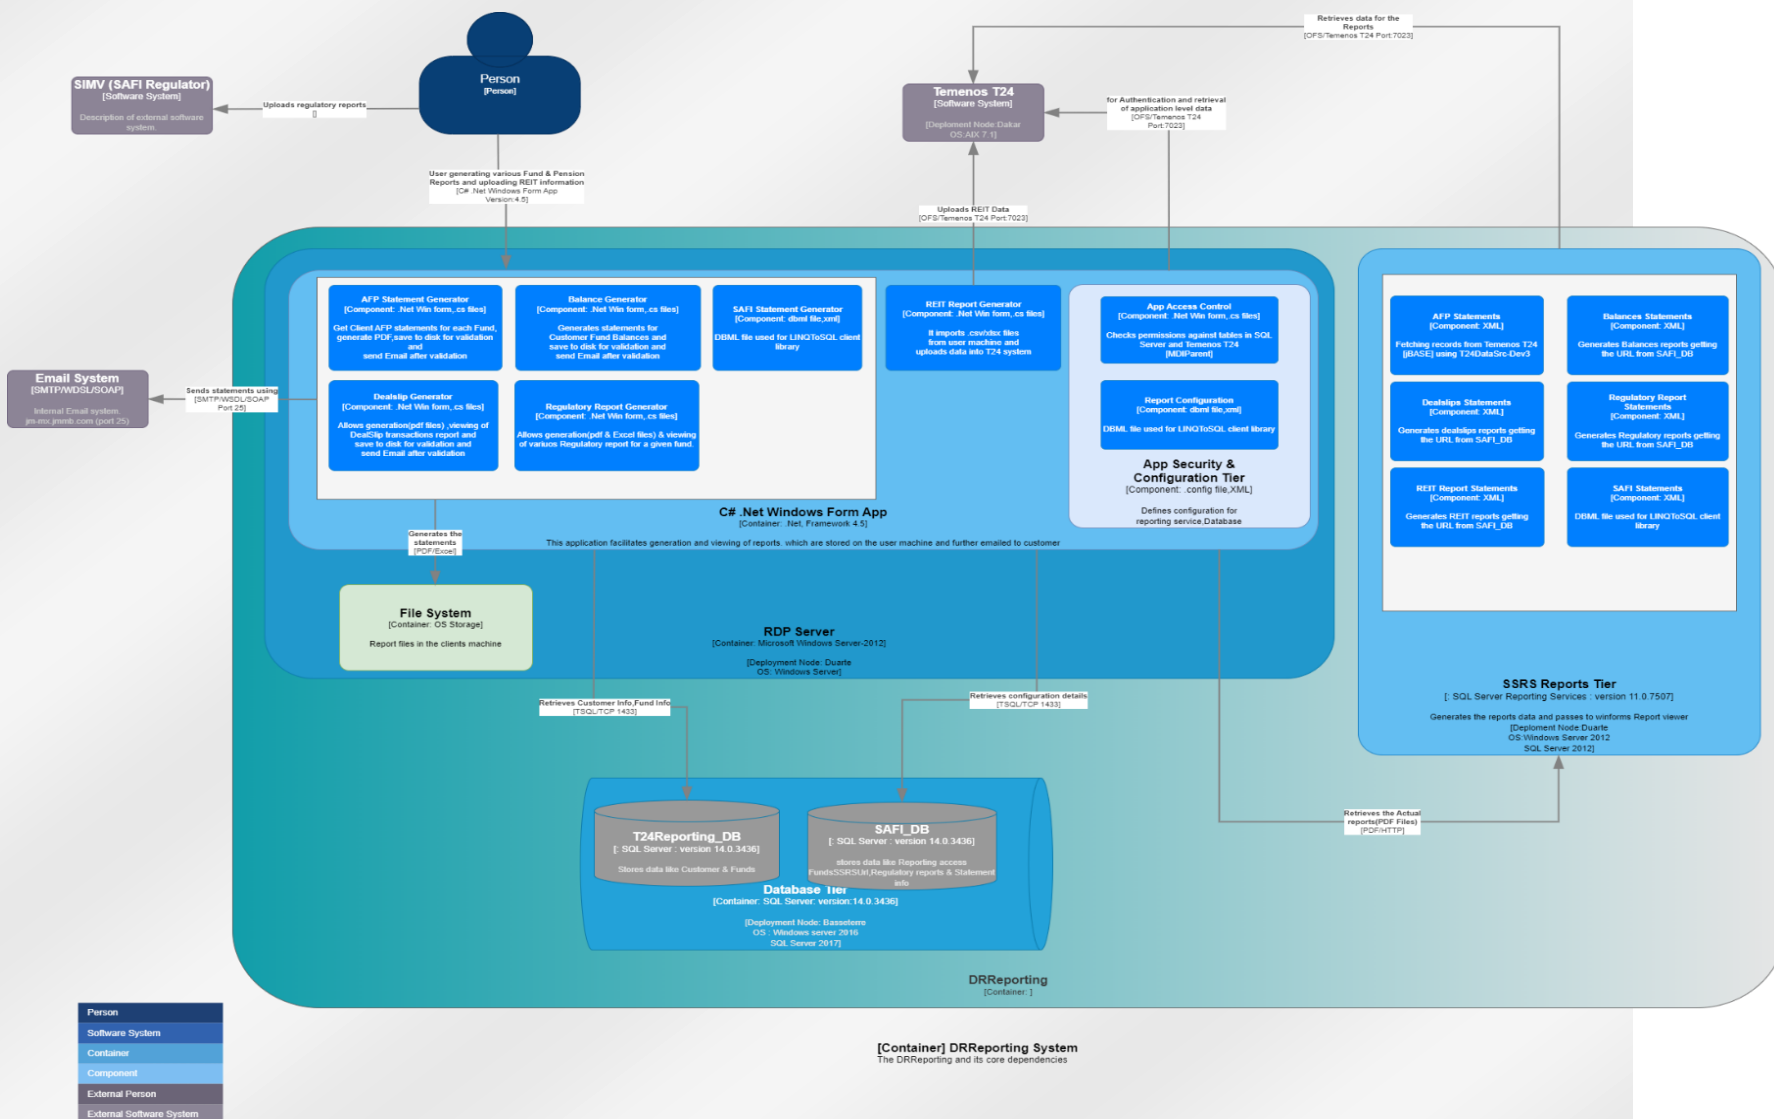 Retrieves data for the
Reports
[OFS/Temenos T24 Port:7023]
Person
[Person]
SIMV (SAFI Regulator)
[Software System]
Description of external software
system.
Uploads regulatory reports
[]
Temenos T24
[Software System]
[Deploment Node:Dakar
OS:AIX 7.1]
for Authentication and retrieval
of application level data
[OFS/Temenos T24
Port:7023]
User generating various Fund & Pension
Reports and uploading REIT information
[C# .Net Windows Form App
Version:4.5]
Uploads REIT Data
[OFS/Temenos T24 Port:7023]
AFP Statement Generator
[Component: .Net Win form,.cs files]
Get Client AFP statements for each Fund,
generate PDF,save to disk for validation
and
send Email after validation
Balance Generator
[Component: .Net Win form,.cs files]
Generates statements for
Customer Fund Balances and
save to disk for validation and
send Email after validation
SAFI Statement Generator
[Component: dbml file,xml]
DBML file used for LINQToSQL client
library
REIT Report Generator
[Component: .Net Win form,.cs files]
It imports .csv/xlsx files
from user machine and
uploads data into T24 system
App Access Control
[Component: .Net Win form,.cs files]
Checks permissions against tables in SQL
Server and Temenos T24
[MDIParent]
AFP Statements
[Component: XML]
Fetching records from Temenos T24
[jBASE] using T24DataSrc-Dev3
Balances Statements
[Component: XML]
Generates Balances reports getting
the URL from SAFI_DB
Email System
[SMTP/WDSL/SOAP]
Internal Email system.
jm-mx.jmmb.com (port 25)
Sends statements using
[SMTP/WSDL/SOAP
Port 25]
Dealslip Generator
[Component: .Net Win form,.cs files]
Allows generation(pdf files) ,viewing of
DealSlip transactions report and
save to disk for validation and
send Email after validation
Regulatory Report Generator
[Component: .Net Win form,.cs files]
Allows generation(pdf & Excel files) & viewing
of variuos Regulatory report for a given fund.
Report Configuration
[Component: dbml file,xml]
DBML file used for LINQToSQL client library
Dealslips Statements
[Component: XML]
Generates dealslips reports getting
the URL from SAFI_DB
Regulatory Report
Statements
[Component: XML]
Generates Regulatory reports getting
the URL from SAFI_DB
App Security &
Configuration Tier
[Component: .config file,XML]
Defines configuration for
reporting service,Database
REIT Report Statements
[Component: XML]
Generates REIT reports getting
the URL from SAFI_DB
SAFI Statements
[Component: XML]
DBML file used for LINQToSQL client
library
C# .Net Windows Form App
[Container: .Net, Framework 4.5]
This application facilitates generation and viewing of reports. which are stored on the user machine and further emailed to customer
Generates the
statements
[PDF/Excel]
File System
[Container: OS Storage]
Report files in the clients machine
RDP Server
[Container: Microsoft Windows Server-2012]
[Deployment Node: Duarte
OS: Windows Server]
SSRS Reports Tier
[: SQL Server Reporting Services : version 11.0.7507]
Generates the reports data and passes to winforms Report viewer
[Deploment Node:Duarte
OS:Windows Server 2012
SQL Server 2012]
Retrieves Customer Info,Fund Info
[TSQL/TCP 1433]
Retrieves configuration details
[TSQL/TCP 1433]
Retrieves the Actual
reports(PDF Files)
[PDF/HTTP]
T24Reporting_DB
[: SQL Server : version 14.0.3436]
Stores data like Customer & Funds
SAFI_DB
[: SQL Server : version 14.0.3436]
stores data like Reporting access
FundsSSRSUrl,Regulatory reports & Statement
info
Database Tier
[Container: SQL Server: version:14.0.3436]
[Deployment Node: Basseterre
OS : Windows server 2016
SQL Server 2017]
DRReporting
[Container: ]
[Container] DRReporting System
The DRReporting and its core dependencies
Person
Software System
Container
Component
External Person
External Software System